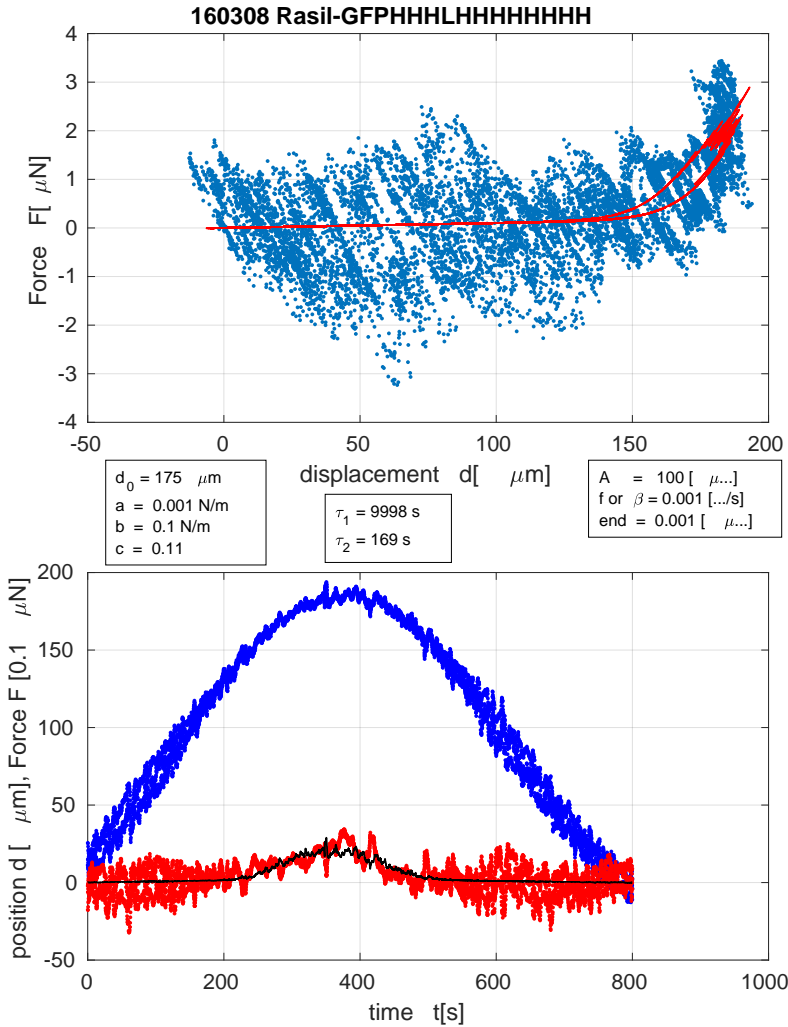 160308 Rasil-GFPHHHLHHHHHHHHH
4
3
2
1
0
-1
-2
-3
-4
Force F[ μN]
-50 0 50 100 150 200
displacement d[ μm]
d0 = 175 μm
a = 0.001 N/m
b = 0.1 N/m
c = 0.11
τ1 = 9998 s
τ2 = 169 s
A = 100 [ μ...]
f or β = 0.001 [.../s]
end = 0.001 [ μ...]
200
150
100
50
0
-50
position d [ μm], Force F [0.1 μN]
0 200 400 600 800 1000
time t[s]